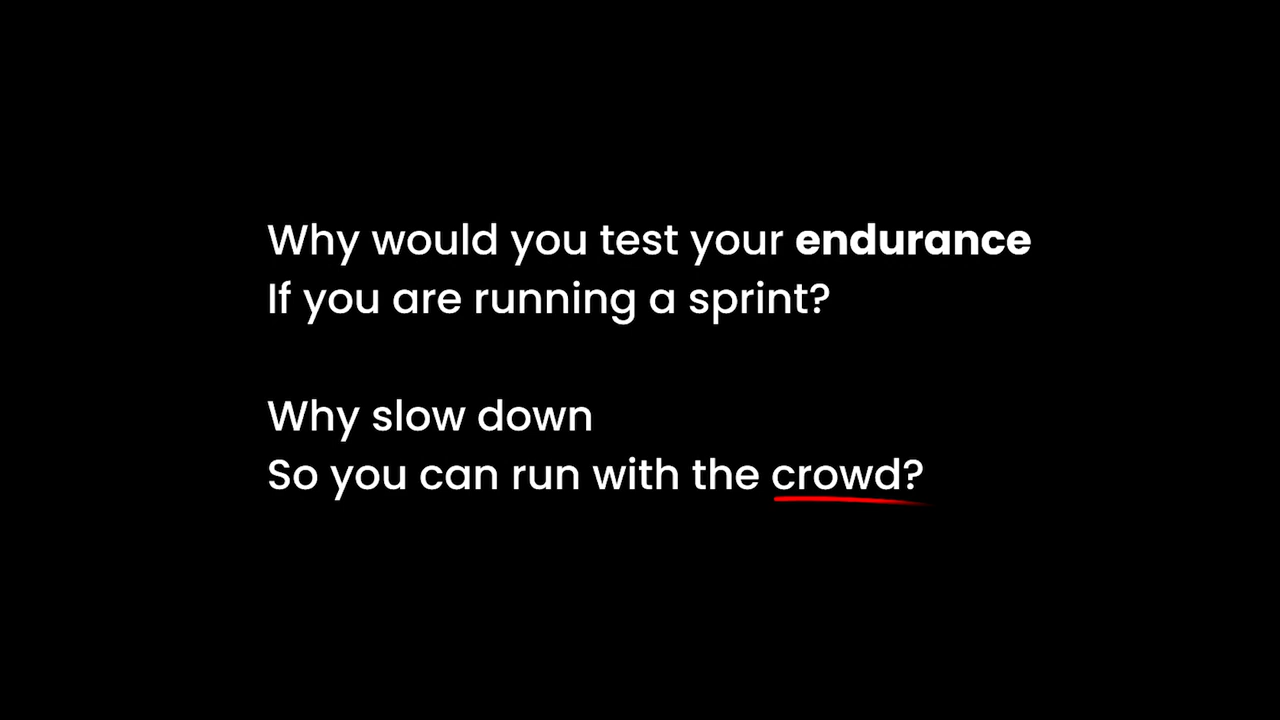 Why would you test your endurance
If you are running a sprint?
Why slow down
So you can run with the crowd?